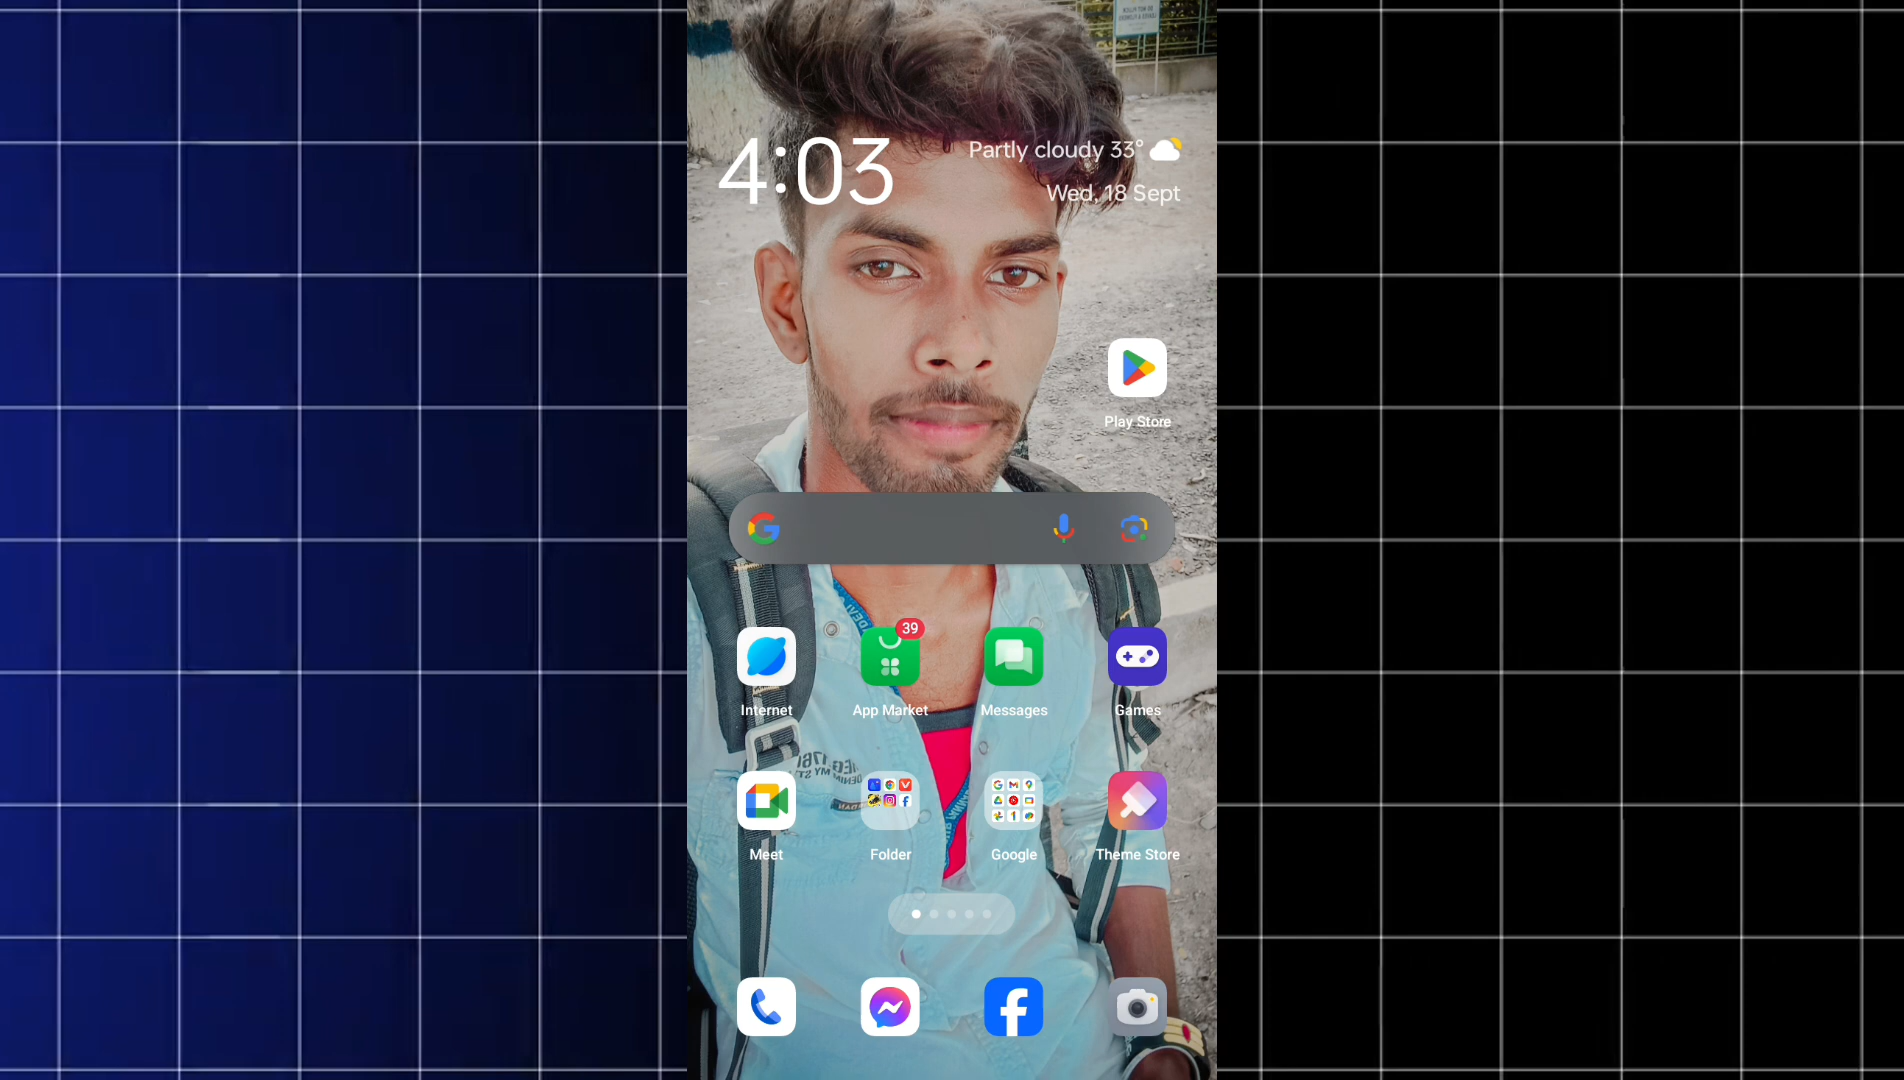 4:03
Partly cloudy 33°
Wed, 18 Sept
Play Store
39
Internet
App Market
Messages
Games
Meet
Folder
Google
Theme Store